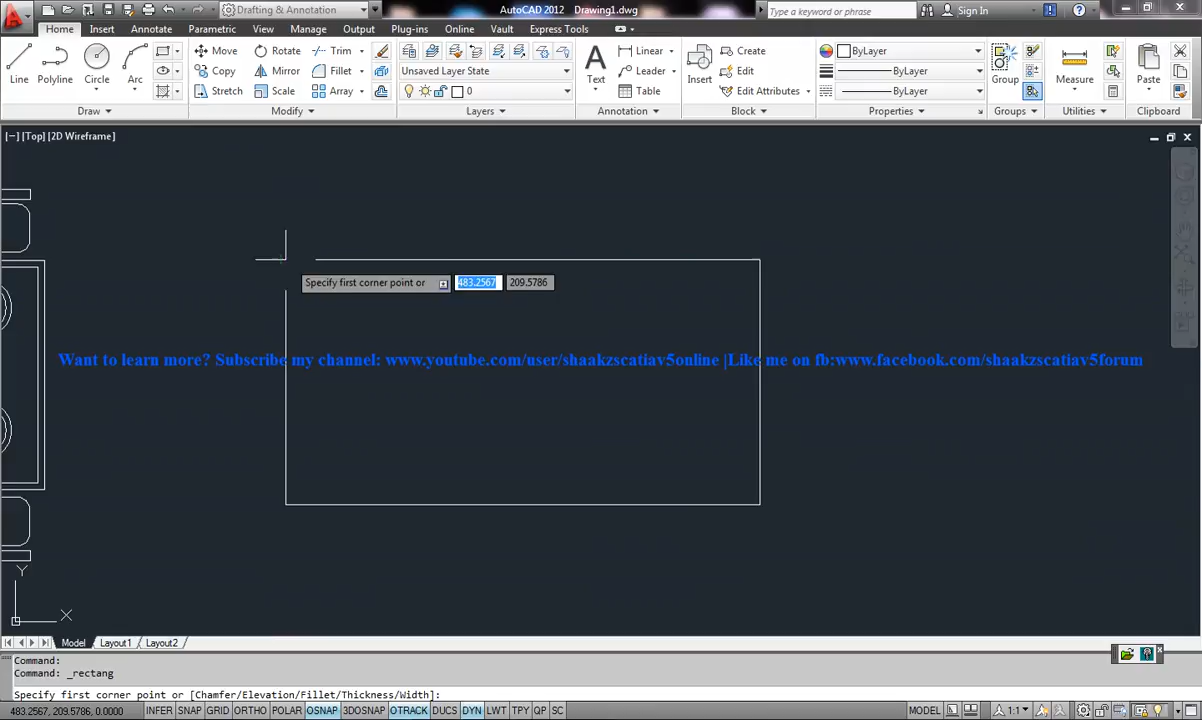 Drafting & Annotation
AutoCAD 2012 Drawing1.dwg
Type a keyword or phrase
Sign In
Home Insert Annotate Parametric View Manage Output Plug-ins Online Vault Express Tools
Line Polyline Circle Arc
Move Rotate Trim
Copy Mirror Fillet
Stretch Scale Array
Unsaved Layer State
0
Text
Linear
Leader
Table
Insert
Create
Edit
Edit Attributes
ByLayer
ByLayer
ByLayer
Group
Measure
Paste
Draw Modify Layers Annotation Block Properties Groups Utilities Clipboard
[−] [Top] [2D Wireframe]
Specify first corner point or 483.2567 209.5786
Want to learn more? Subscribe my channel: www.youtube.com/user/shaakzscatiav5online |Like me on fb:www.facebook.com/shaakzscatiav5forum
Y
X
Model Layout1 Layout2
Command:
Command: _rectang
Specify first corner point or [Chamfer/Elevation/Fillet/Thickness/Width]:
483.2567, 209.5786, 0.0000 INFER SNAP GRID ORTHO POLAR OSNAP 3DOSNAP OTRACK DUCS DYN LWT TPY QP SC MODEL 1:1